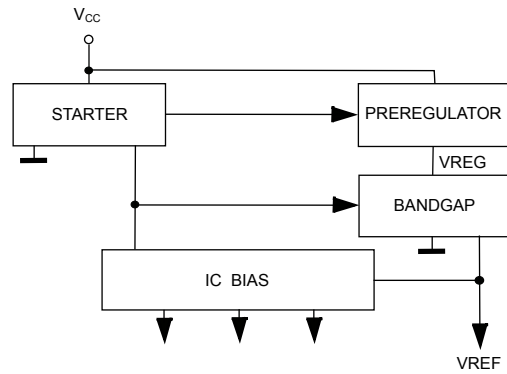 VCC
STARTER
PREREGULATOR
VREG
BANDGAP
IC BIAS
VREF